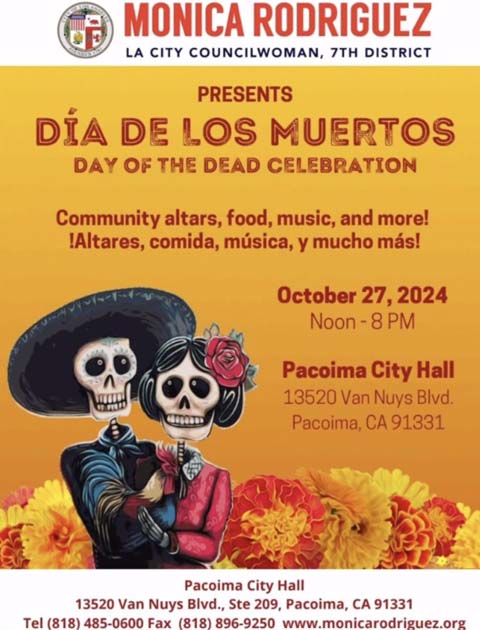 MONICA RODRIGUEZ
LA CITY COUNCILWOMAN, 7TH DISTRICT
PRESENTS
DÍA DE LOS MUERTOS
DAY OF THE DEAD CELEBRATION
Community altars, food, music, and more!
!Altares, comida, música, y mucho más!
October 27, 2024
Noon - 8 PM
Pacoima City Hall
13520 Van Nuys Blvd.
Pacoima, CA 91331
Pacoima City Hall
13520 Van Nuys Blvd., Ste 209, Pacoima, CA 91331
Tel (818) 485-0600 Fax (818) 896-9250 www.monicarodriguez.org